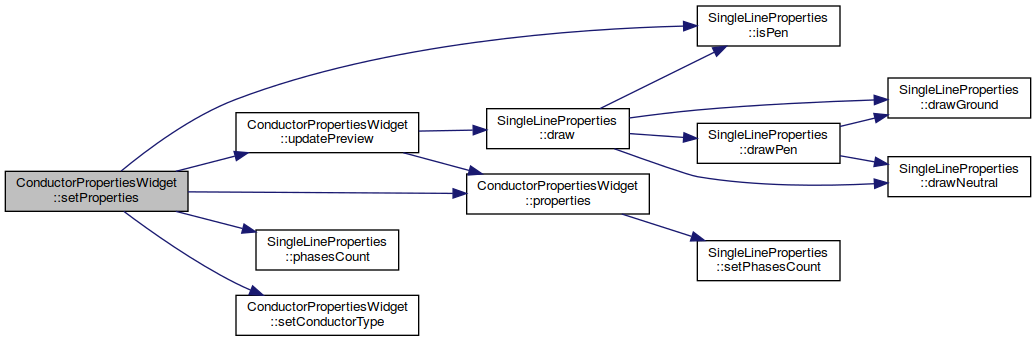 SingleLineProperties
::isPen
SingleLineProperties
::drawGround
ConductorPropertiesWidget
::updatePreview
SingleLineProperties
::draw
SingleLineProperties
::drawPen
SingleLineProperties
::drawNeutral
ConductorPropertiesWidget
::setProperties
ConductorPropertiesWidget
::properties
SingleLineProperties
::phasesCount
SingleLineProperties
::setPhasesCount
ConductorPropertiesWidget
::setConductorType